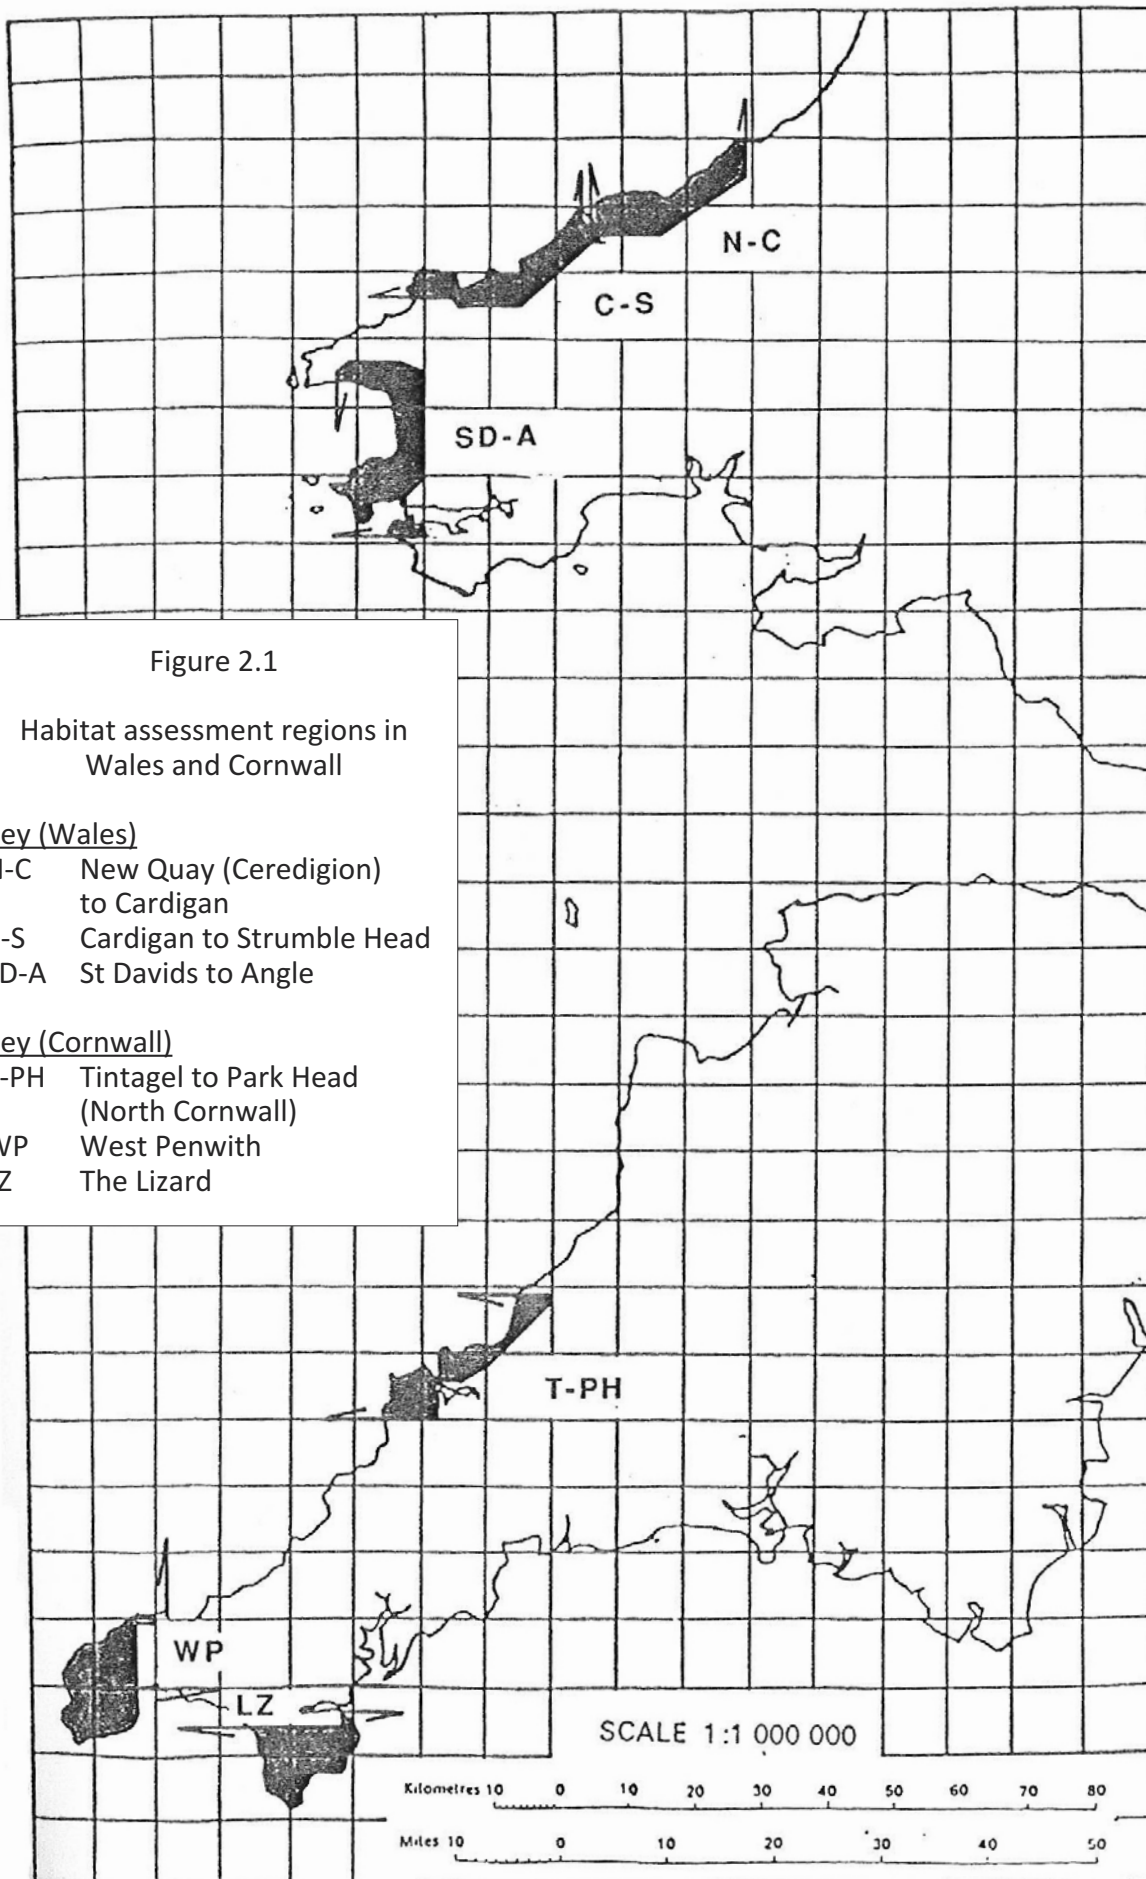 N-C
C-S
SD-A
Figure 2.1
Habitat assessment regions in
Wales and Cornwall
ey (Wales)
-C New Quay (Ceredigion)
to Cardigan
-S Cardigan to Strumble Head
D-A St Davids to Angle
ey (Cornwall)
-PH Tintagel to Park Head
(North Cornwall)
WP West Penwith
Z The Lizard
T-PH
WP
LZ
SCALE 1:1 000 000
Kilometres 10 0 10 20 30 40 50 60 70 80
Miles 10 0 10 20 30 40 50